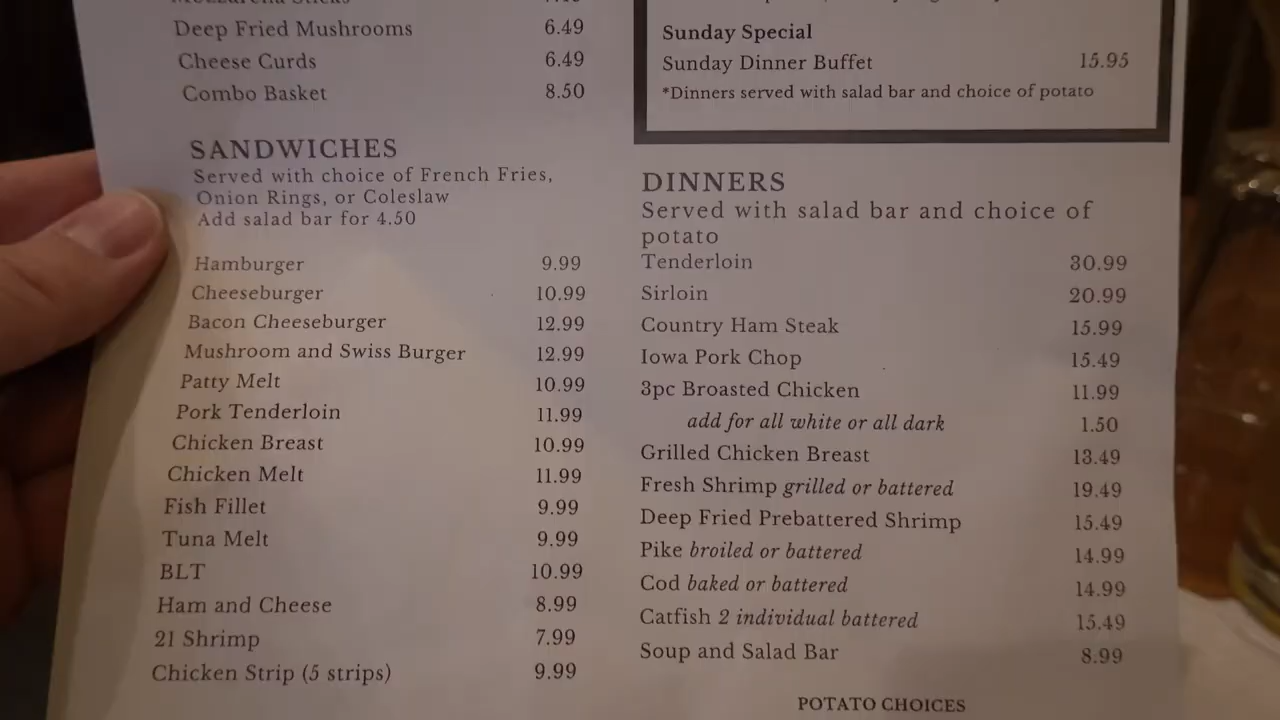 Mozzarella Sticks
Deep Fried Mushrooms 6.49
Cheese Curds 6.49
Combo Basket 8.50
SANDWICHES
Served with choice of French Fries,
Onion Rings, or Coleslaw
Add salad bar for 4.50
Hamburger 9.99
Cheeseburger 10.99
Bacon Cheeseburger 12.99
Mushroom and Swiss Burger 12.99
Patty Melt 10.99
Pork Tenderloin 11.99
Chicken Breast 10.99
Chicken Melt 11.99
Fish Fillet 9.99
Tuna Melt 9.99
BLT 10.99
Ham and Cheese 8.99
21 Shrimp 7.99
Chicken Strip (5 strips) 9.99
Sunday Special
Sunday Dinner Buffet 15.95
*Dinners served with salad bar and choice of potato
DINNERS
Served with salad bar and choice of
potato
Tenderloin 30.99
Sirloin 20.99
Country Ham Steak 15.99
Iowa Pork Chop 15.49
3pc Broasted Chicken 11.99
add for all white or all dark 1.50
Grilled Chicken Breast 13.49
Fresh Shrimp grilled or battered 19.49
Deep Fried Prebattered Shrimp 15.49
Pike broiled or battered 14.99
Cod baked or battered 14.99
Catfish 2 individual battered 15.49
Soup and Salad Bar 8.99
POTATO CHOICES